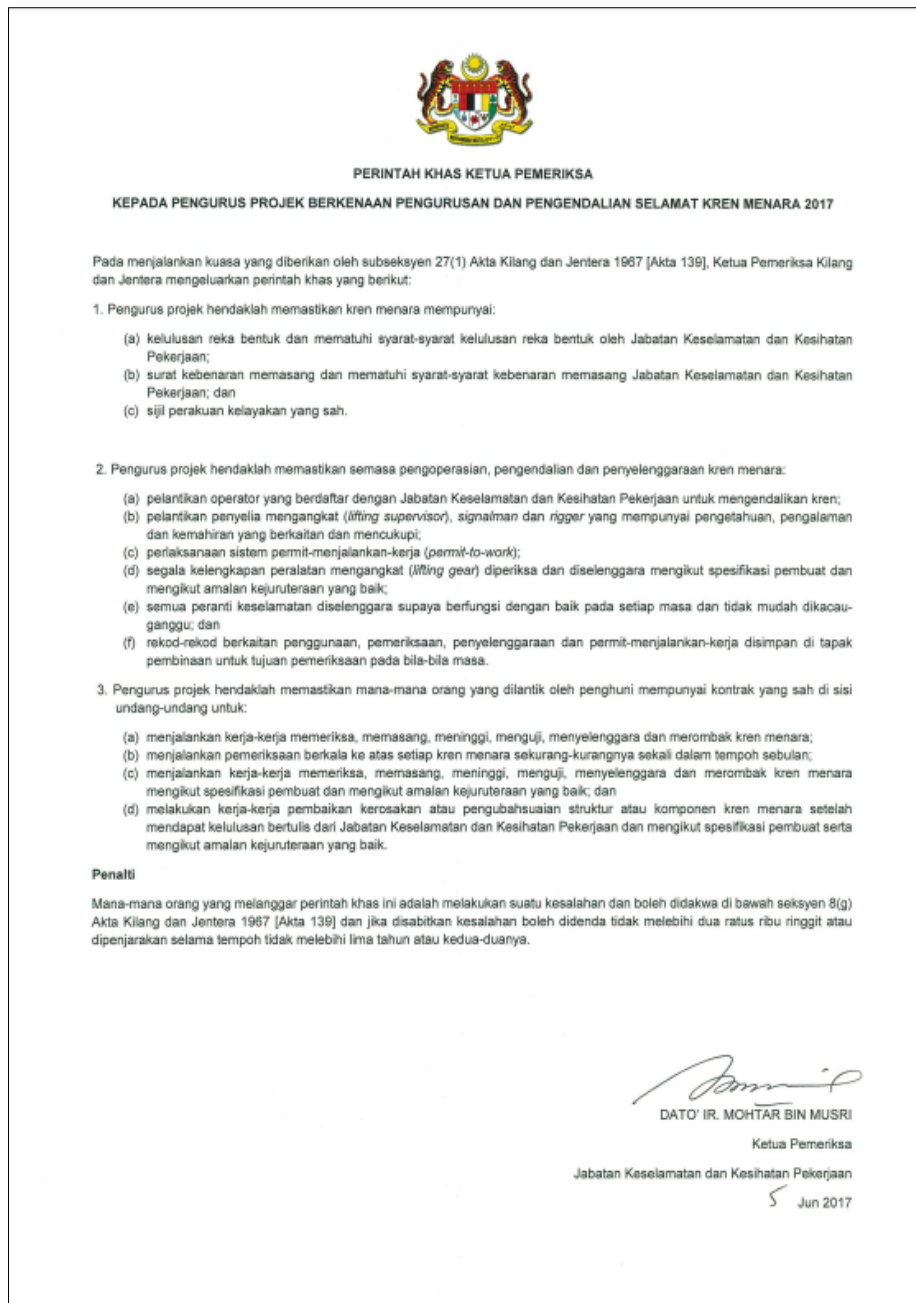 PERINTAH KHAS KETUA PEMERIKSA
KEPADA PENGURUS PROJEK BERKENAAN PENGURUSAN DAN PENGENDALIAN SELAMAT KREN MENARA 2017
Pada menjalankan kuasa yang diberikan oleh subseksyen 27(1) Akta Kilang dan Jentera 1967 [Akta 139], Ketua Pemeriksa Kilang
dan Jentera mengeluarkan perintah khas yang berikut:
1. Pengurus projek hendaklah memastikan kren menara mempunyai:
(a) kelulusan reka bentuk dan mematuhi syarat-syarat kelulusan reka bentuk oleh Jabatan Keselamatan dan Kesihatan
Pekerjaan;
(b) surat kebenaran memasang dan mematuhi syarat-syarat kebenaran memasang Jabatan Keselamatan dan Kesihatan
Pekerjaan; dan
(c) sijil perakuan kelayakan yang sah.
2. Pengurus projek hendaklah memastikan semasa pengoperasian, pengendalian dan penyelenggaraan kren menara:
(a) pelantikan operator yang berdaftar dengan Jabatan Keselamatan dan Kesihatan Pekerjaan untuk mengendalikan kren;
(b) pelantikan penyelia mengangkat (lifting supervisor), signalman dan rigger yang mempunyai pengetahuan, pengalaman
dan kemahiran yang berkaitan dan mencukupi;
(c) perlaksanaan sistem permit-menjalankan-kerja (permit-to-work);
(d) segala kelengkapan peralatan mengangkat (lifting gear) diperiksa dan diselenggara mengikut spesifikasi pembuat dan
mengikut amalan kejuruteraan yang baik;
(e) semua peranti keselamatan diselenggara supaya berfungsi dengan baik pada setiap masa dan tidak mudah dikacau-
ganggu; dan
(f) rekod-rekod berkaitan penggunaan, pemeriksaan, penyelenggaraan dan permit-menjalankan-kerja disimpan di tapak
pembinaan untuk tujuan pemeriksaan pada bila-bila masa.
3. Pengurus projek hendaklah memastikan mana-mana orang yang dilantik oleh penghuni mempunyai kontrak yang sah di sisi
undang-undang untuk:
(a) menjalankan kerja-kerja memeriksa, memasang, meninggi, menguji, menyelenggara dan merombak kren menara;
(b) menjalankan pemeriksaan berkala ke atas setiap kren menara sekurang-kurangnya sekali dalam tempoh sebulan;
(c) menjalankan kerja-kerja memeriksa, memasang, meninggi, menguji, menyelenggara dan merombak kren menara
mengikut spesifikasi pembuat dan mengikut amalan kejuruteraan yang baik; dan
(d) melakukan kerja-kerja pembaikan kerosakan atau pengubahsuaian struktur atau komponen kren menara setelah
mendapat kelulusan bertulis dari Jabatan Keselamatan dan Kesihatan Pekerjaan dan mengikut spesifikasi pembuat serta
mengikut amalan kejuruteraan yang baik.
Penalti
Mana-mana orang yang melanggar perintah khas ini adalah melakukan suatu kesalahan dan boleh didakwa di bawah seksyen 8(g)
Akta Kilang dan Jentera 1967 [Akta 139] dan jika disabitkan kesalahan boleh didenda tidak melebihi dua ratus ribu ringgit atau
dipenjarakan selama tempoh tidak melebihi lima tahun atau kedua-duanya.
DATO' IR. MOHTAR BIN MUSRI
Ketua Pemeriksa
Jabatan Keselamatan dan Kesihatan Pekerjaan
5 Jun 2017